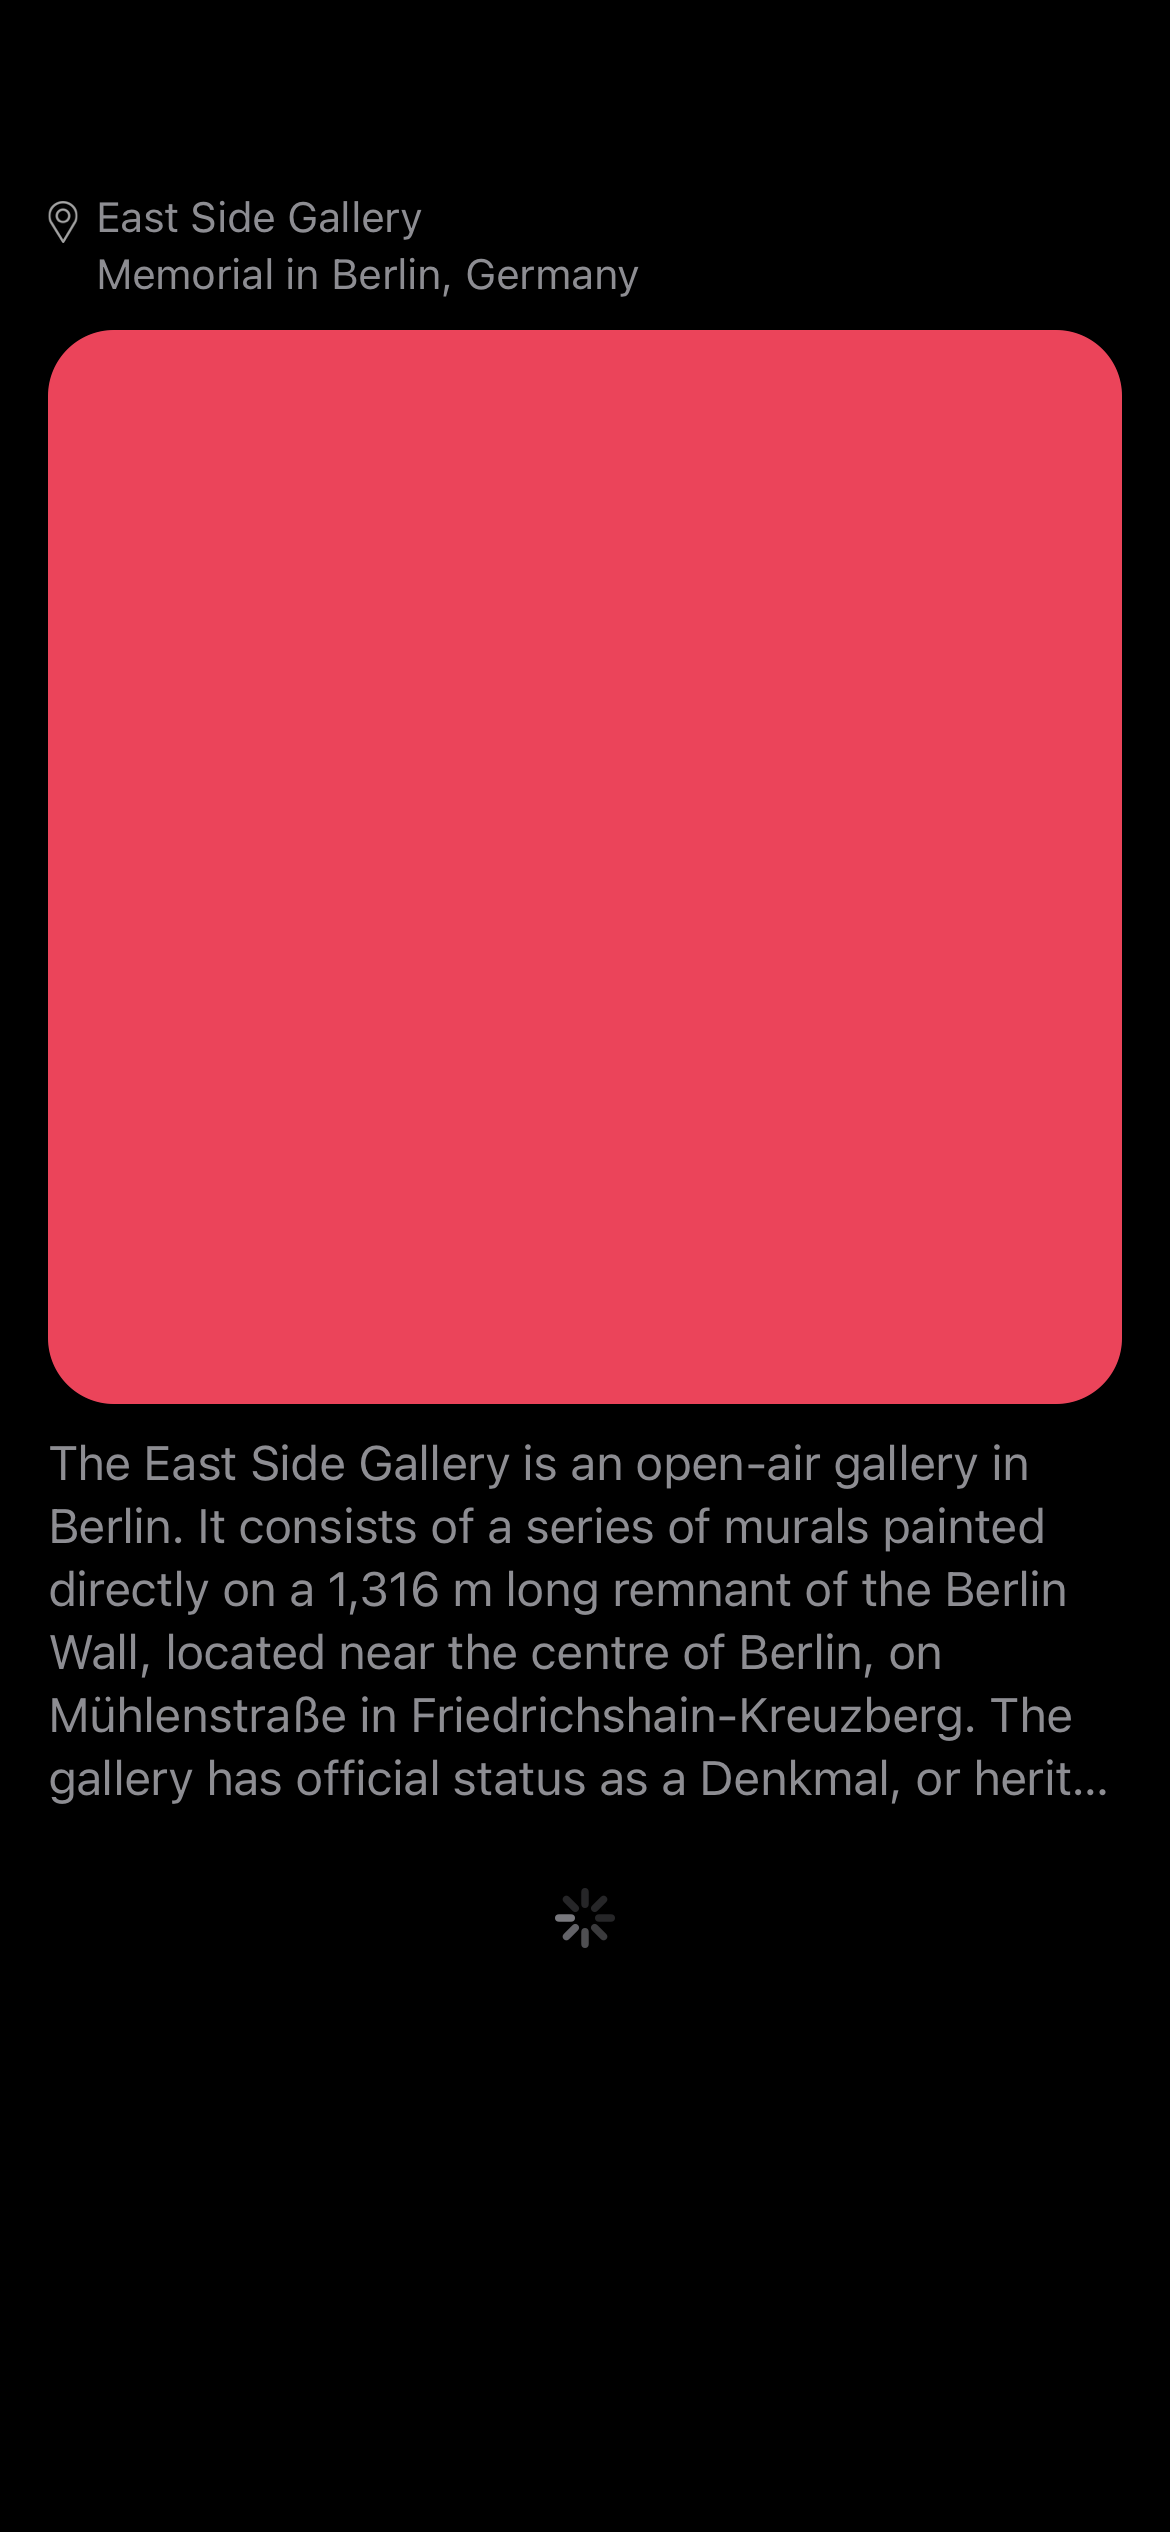 East Side Gallery
Memorial in Berlin, Germany
The East Side Gallery is an open-air gallery in
Berlin. It consists of a series of murals painted
directly on a 1,316 m long remnant of the Berlin
Wall, located near the centre of Berlin, on
Mühlenstraße in Friedrichshain-Kreuzberg. The
gallery has official status as a Denkmal, or herit...